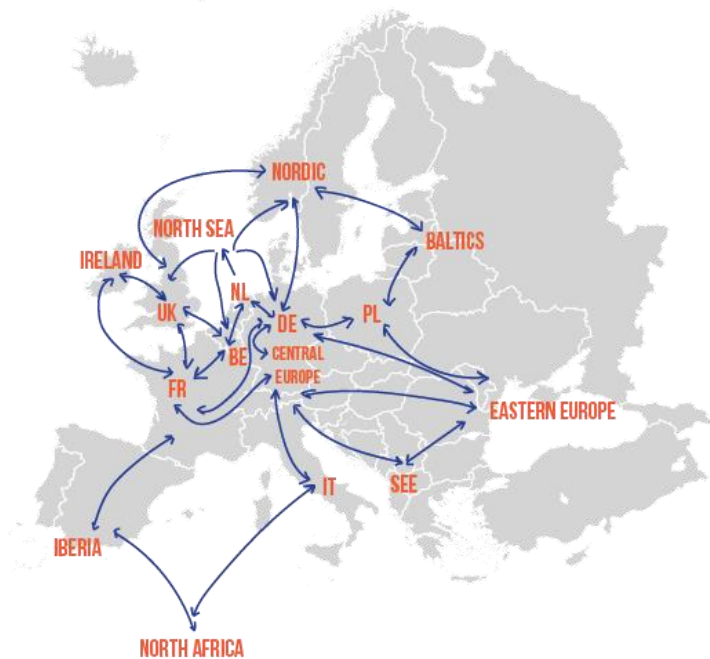 NORDIC
NORTH SEA
BALTICS
IRELAND
NL
UK
PL
DE
BE
CENTRAL
EUROPE
FR
EASTERN EUROPE
SEE
IT
IBERIA
NORTH AFRICA